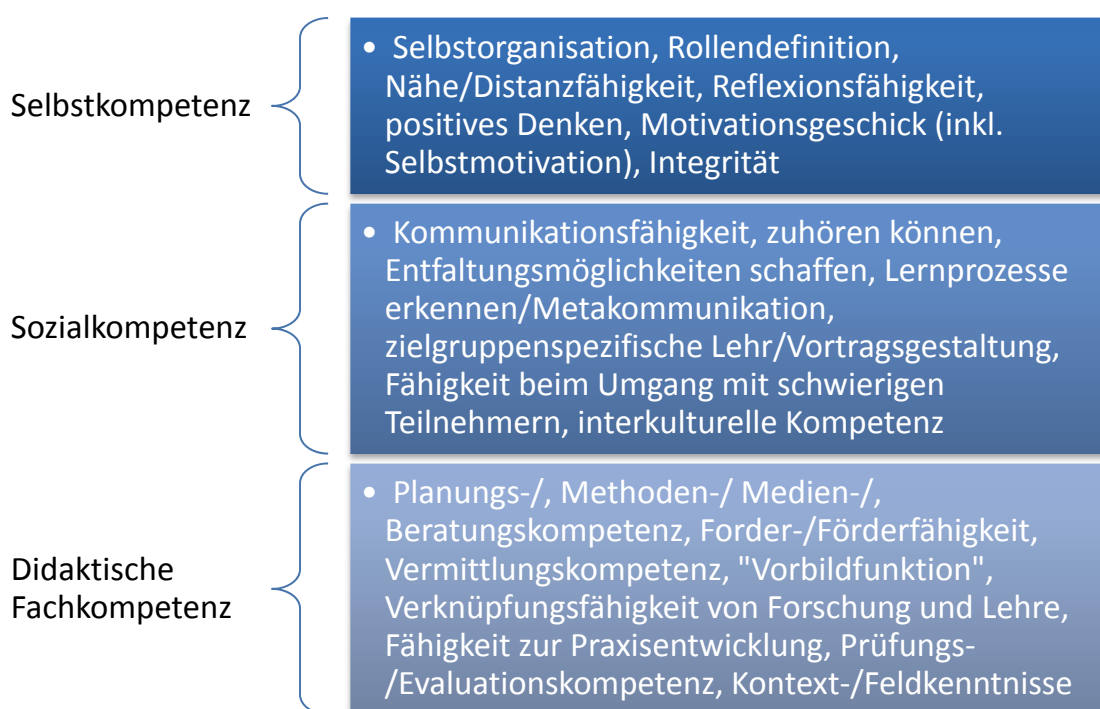 Selbstkompetenz
• Selbstorganisation, Rollendefinition,
Nähe/Distanzfähigkeit, Reflexionsfähigkeit,
positives Denken, Motivationsgeschick (inkl.
Selbstmotivation), Integrität
Sozialkompetenz
• Kommunikationsfähigkeit, zuhören können,
Entfaltungsmöglichkeiten schaffen, Lernprozesse
erkennen/Metakommunikation,
zielgruppenspezifische Lehr/Vortragsgestaltung,
Fähigkeit beim Umgang mit schwierigen
Teilnehmern, interkulturelle Kompetenz
Didaktische
Fachkompetenz
• Planungs-/, Methoden-/ Medien-/,
Beratungskompetenz, Forder-/Förderfähigkeit,
Vermittlungskompetenz, "Vorbildfunktion",
Verknüpfungsfähigkeit von Forschung und Lehre,
Fähigkeit zur Praxisentwicklung, Prüfungs-
/Evaluationskompetenz, Kontext-/Feldkenntnisse